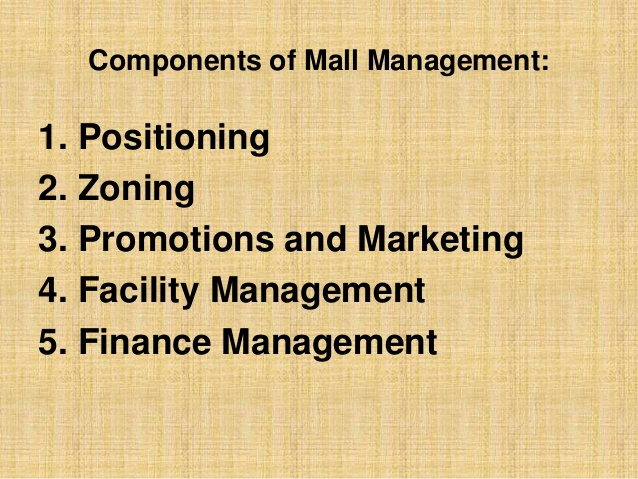 Components of Mall Management:
1. Positioning
2. Zoning
3. Promotions and Marketing
4. Facility Management
5. Finance Management